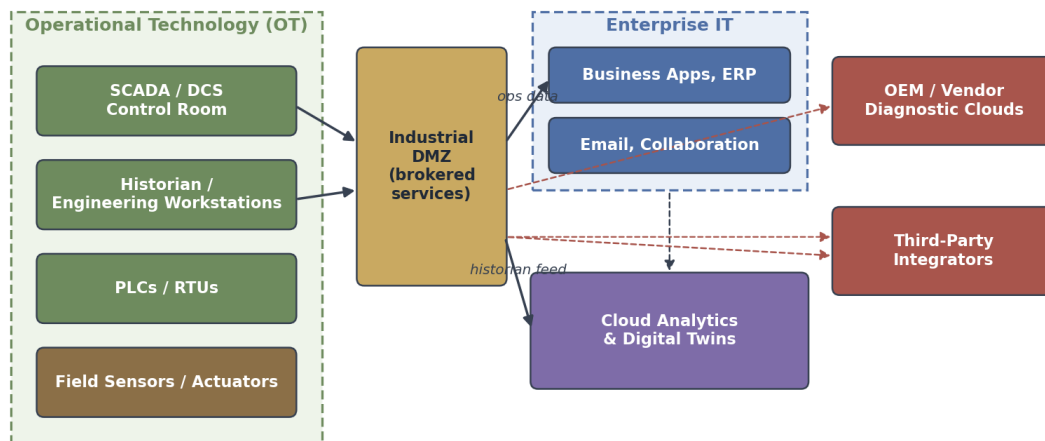 Operational Technology (OT)
SCADA / DCS
Control Room
Historian /
Engineering Workstations
PLCs / RTUs
Field Sensors / Actuators
Industrial
DMZ
(brokered
services)
ops data
historian feed
Enterprise IT
Business Apps, ERP
Email, Collaboration
Cloud Analytics
& Digital Twins
OEM / Vendor
Diagnostic Clouds
Third-Party
Integrators